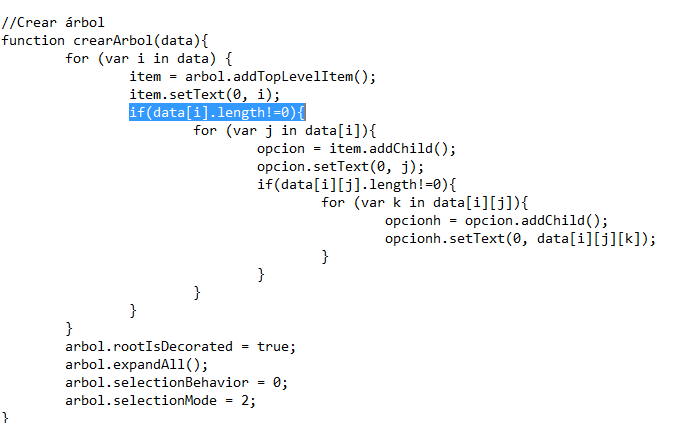 //Crear árbol
function crearArbol(data){
        for (var i in data) {
                item = arbol.addTopLevelItem();
                item.setText(0, i);
                if(data[i].length!=0){
                        for (var j in data[i]){
                                opcion = item.addChild();
                                opcion.setText(0, j);
                                if(data[i][j].length!=0){
                                        for (var k in data[i][j]){
                                                opcionh = opcion.addChild();
                                                opcionh.setText(0, data[i][j][k]);
                                        }
                                }
                        }
                }
        }
        arbol.rootIsDecorated = true;
        arbol.expandAll();
        arbol.selectionBehavior = 0;
        arbol.selectionMode = 2;
}